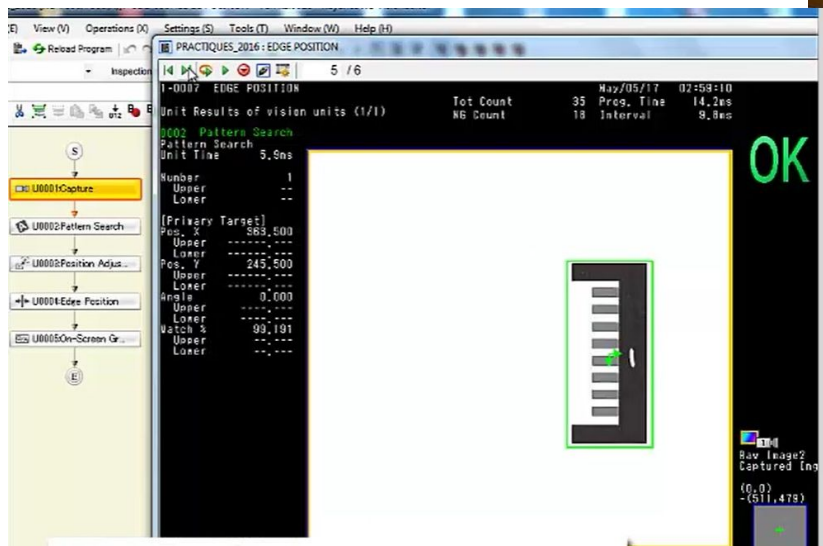 View (V) Operations (X) Settings (S) Tools (T) Window (W) Help (H)
Reload Program
PRACTIQUES_2016 : EDGE POSITION
Inspection
5 / 6
1-0007 EDGE POSITION
May/05/17 02:59:10
Unit Results of vision units (1/1)
Tot Count 35 Prog. Time 14.2ms
NG Count 18 Interval 9.8ms
0002 Pattern Search
Pattern Search
Unit Time 5.9ms
Number 1
Upper --
Lower --
[Primary Target]
Pos. X 363.500
Upper ------.---
Lower ------.---
Pos. Y 245.500
Upper ------.---
Lower ------.---
Angle 0.000
Upper ----.---
Lower ----.---
Match % 99.191
Upper --.---
Lower --.---
OK
S
U0001:Capture
U0002:Pattern Search
U0003:Position Adjus...
U0004:Edge Position
U0005:On-Screen Gr...
E
Raw Image2
Captured Img
(0,0)
-(511,479)